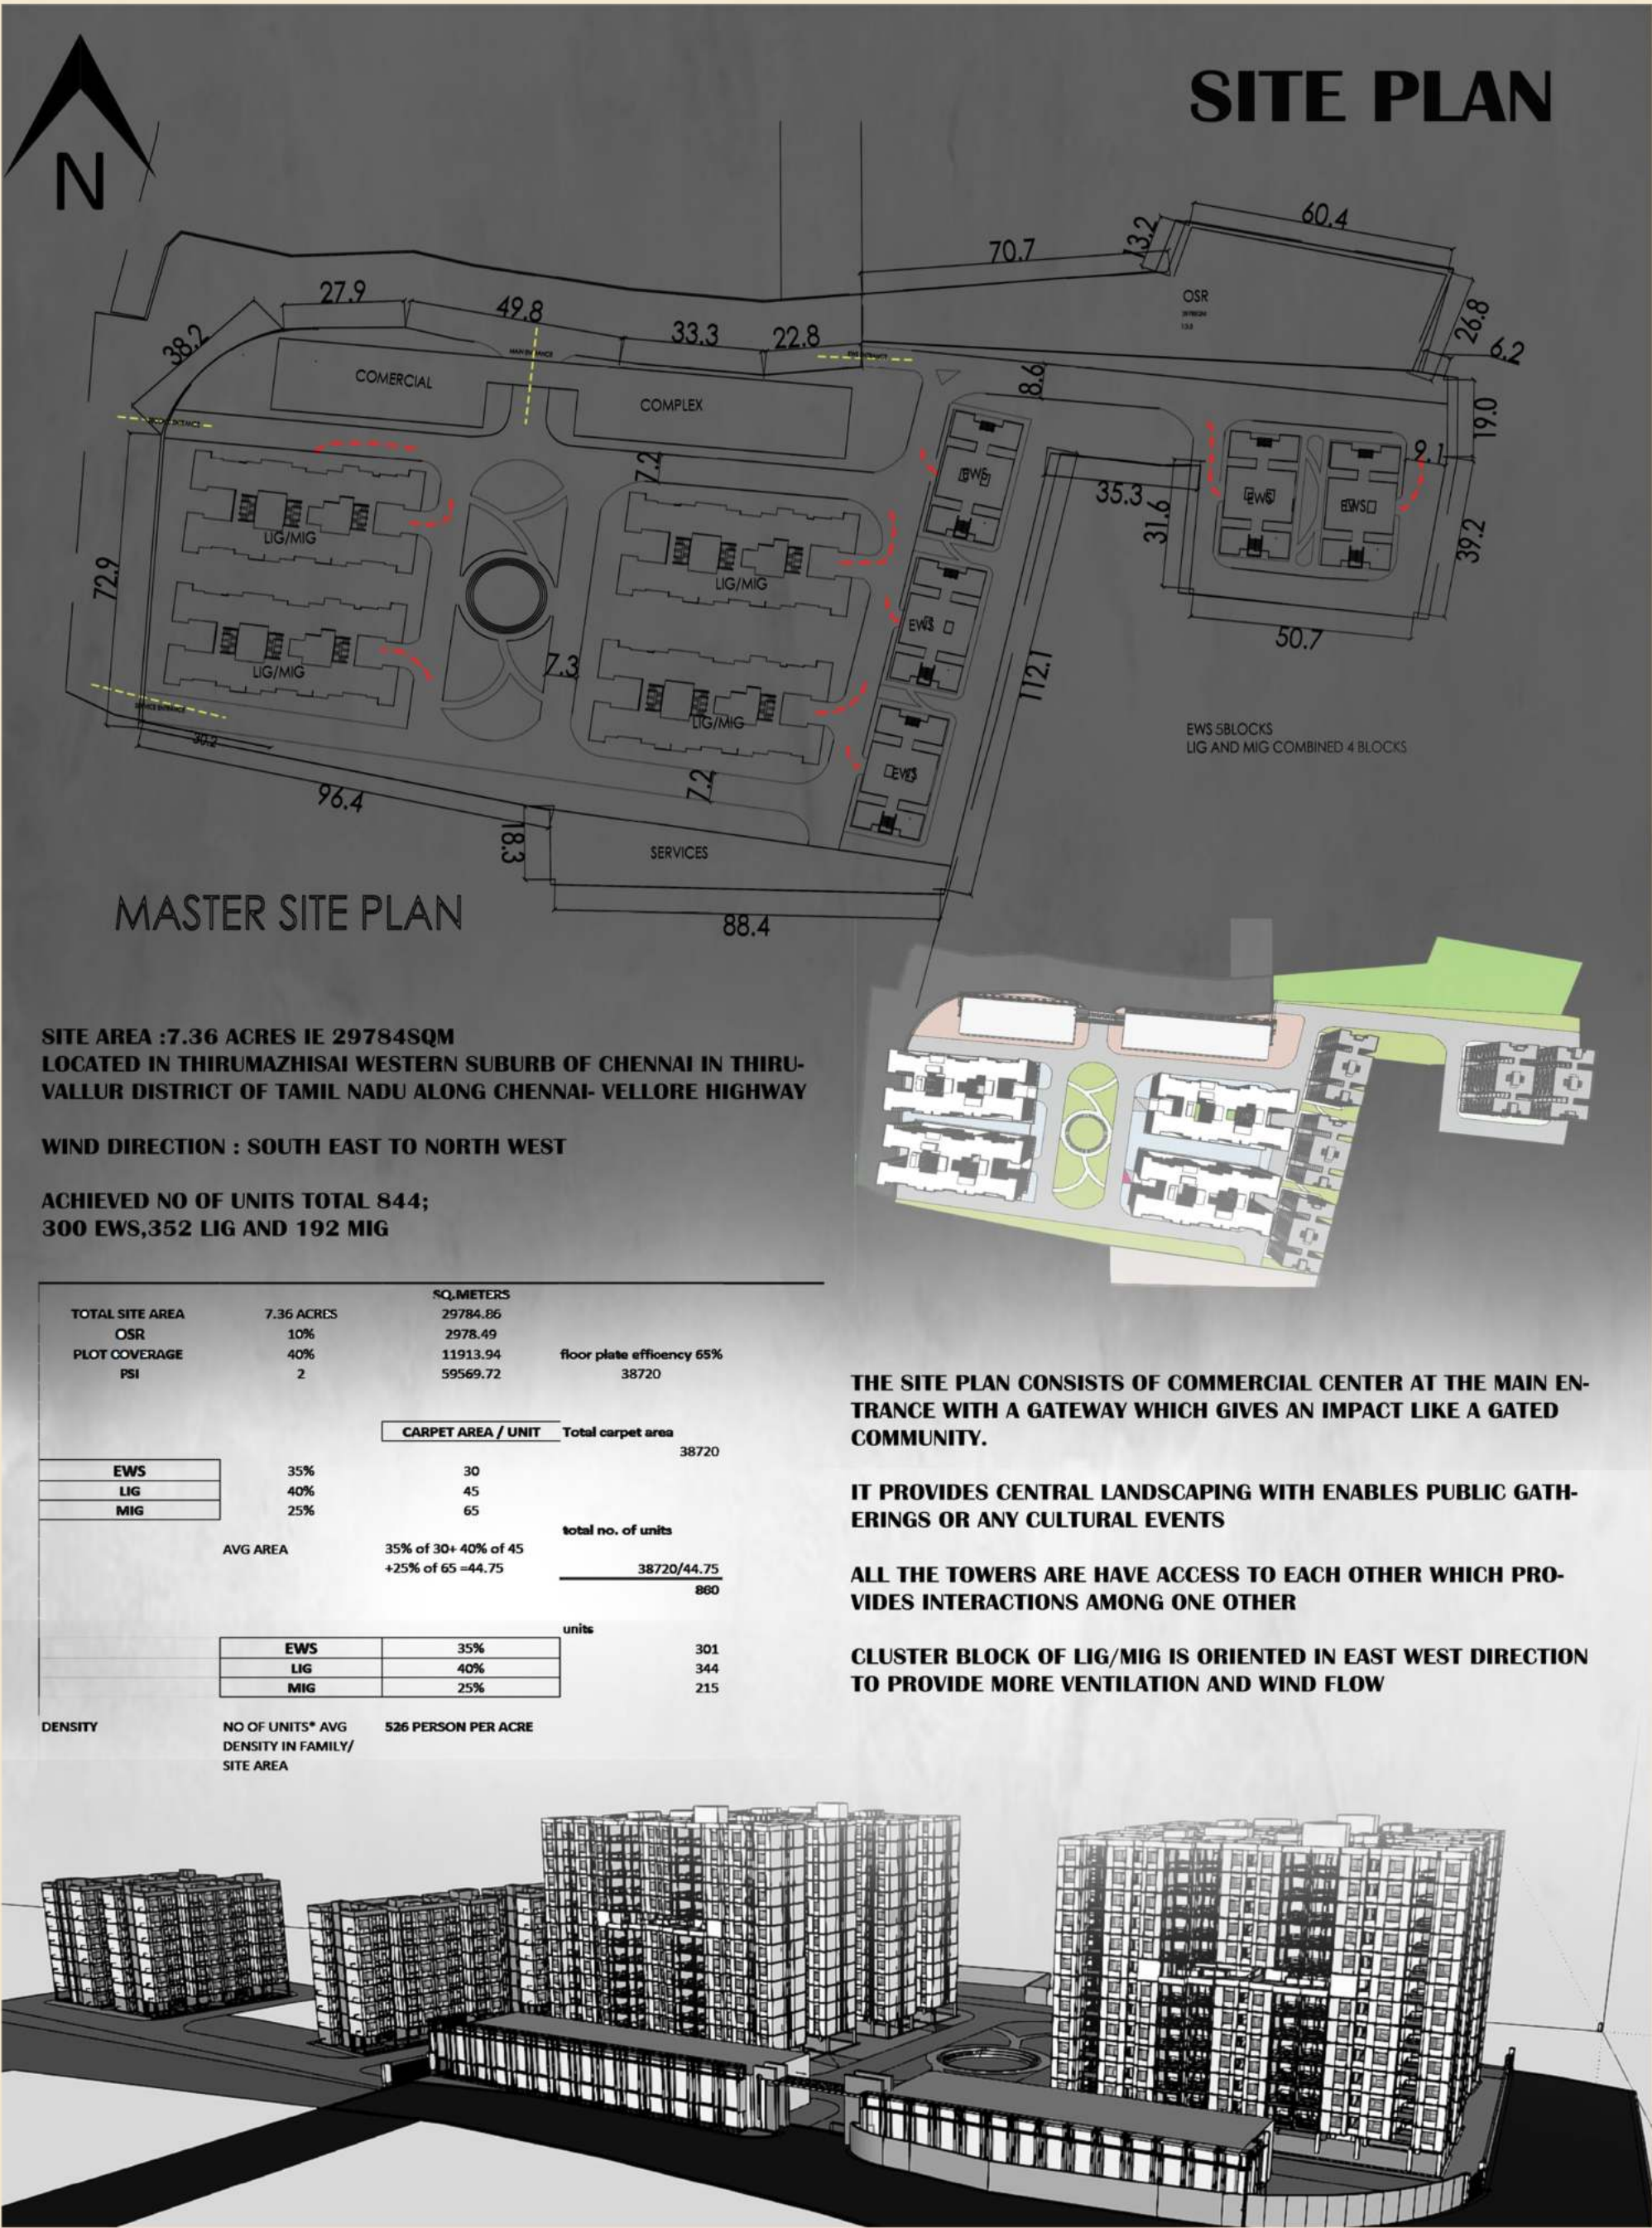 SITE PLAN
N
60.4
13.2
70.7
OSR
27.9
49.8
26.8
38.2
33.3
22.8
6.2
COMERCIAL
COMPLEX
8.6
19.0
9.1
7.2
EWS
35.3
EWS
EWS
31.6
39.2
LIG/MIG
LIG/MIG
72.9
EWS
50.7
7.3
112.1
LIG/MIG
LIG/MIG
EWS
30.2
7.2
96.4
18.3
SERVICES
88.4
EWS 5BLOCKS
LIG AND MIG COMBINED 4 BLOCKS
MASTER SITE PLAN
SITE AREA :7.36 ACRES IE 29784SQM
LOCATED IN THIRUMAZHISAI WESTERN SUBURB OF CHENNAI IN THIRU-
VALLUR DISTRICT OF TAMIL NADU ALONG CHENNAI- VELLORE HIGHWAY
WIND DIRECTION : SOUTH EAST TO NORTH WEST
ACHIEVED NO OF UNITS TOTAL 844;
300 EWS,352 LIG AND 192 MIG
SQ.METERS
TOTAL SITE AREA 7.36 ACRES 29784.86
OSR 10% 2978.49
PLOT COVERAGE 40% 11913.94 floor plate efficency 65%
PSI 2 59569.72 38720
CARPET AREA / UNIT Total carpet area
38720
EWS 35% 30
LIG 40% 45
MIG 25% 65
total no. of units
AVG AREA 35% of 30+ 40% of 45
+25% of 65 =44.75 38720/44.75
860
units
EWS 35% 301
LIG 40% 344
MIG 25% 215
DENSITY NO OF UNITS* AVG 526 PERSON PER ACRE
DENSITY IN FAMILY/
SITE AREA
THE SITE PLAN CONSISTS OF COMMERCIAL CENTER AT THE MAIN EN-
TRANCE WITH A GATEWAY WHICH GIVES AN IMPACT LIKE A GATED
COMMUNITY.
IT PROVIDES CENTRAL LANDSCAPING WITH ENABLES PUBLIC GATH-
ERINGS OR ANY CULTURAL EVENTS
ALL THE TOWERS ARE HAVE ACCESS TO EACH OTHER WHICH PRO-
VIDES INTERACTIONS AMONG ONE OTHER
CLUSTER BLOCK OF LIG/MIG IS ORIENTED IN EAST WEST DIRECTION
TO PROVIDE MORE VENTILATION AND WIND FLOW